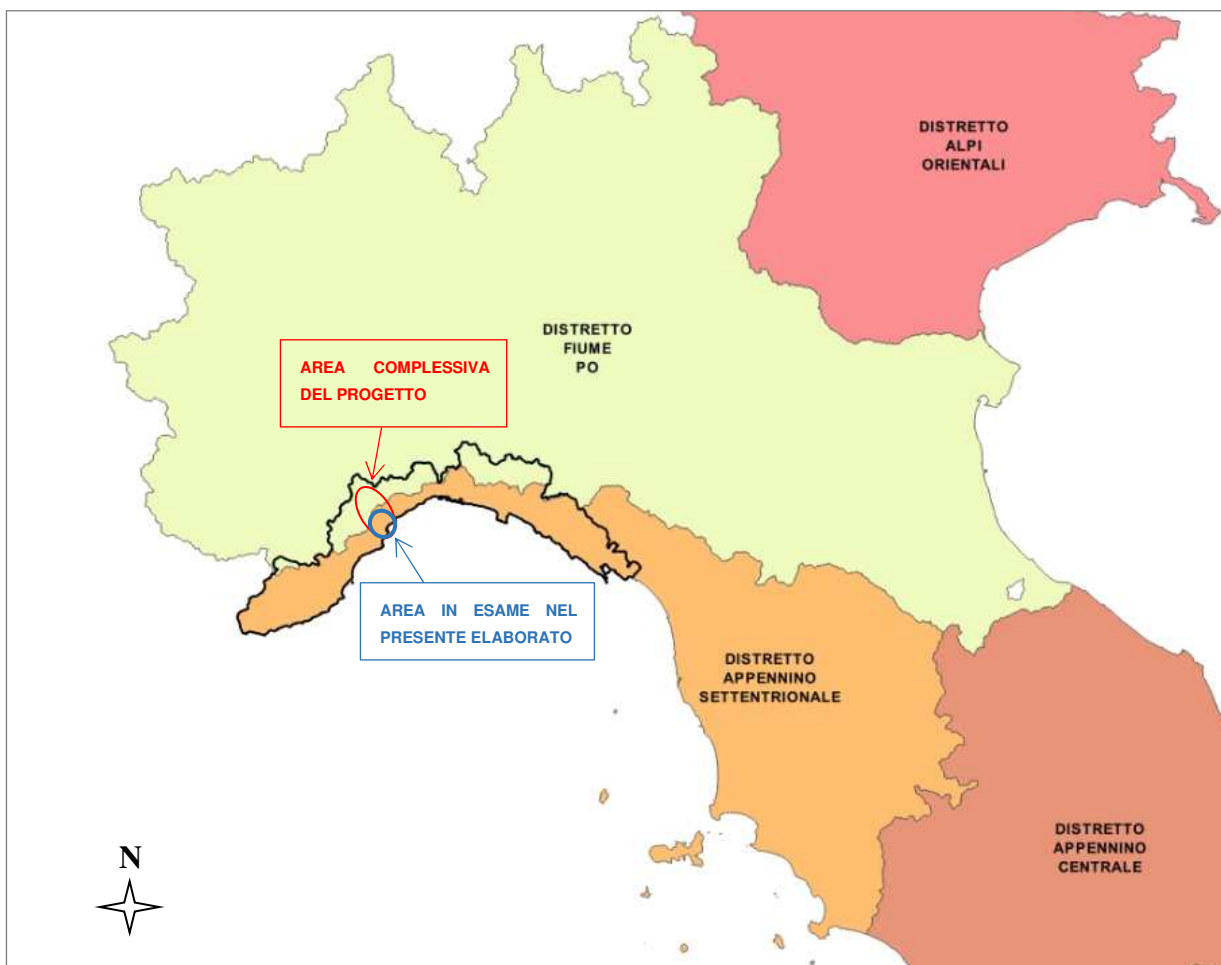 DISTRETTO
ALPI
ORIENTALI
DISTRETTO
FIUME
PO
AREA COMPLESSIVA
DEL PROGETTO
AREA IN ESAME NEL
PRESENTE ELABORATO
DISTRETTO
APPENNINO
SETTENTRIONALE
DISTRETTO
APPENNINO
CENTRALE
N